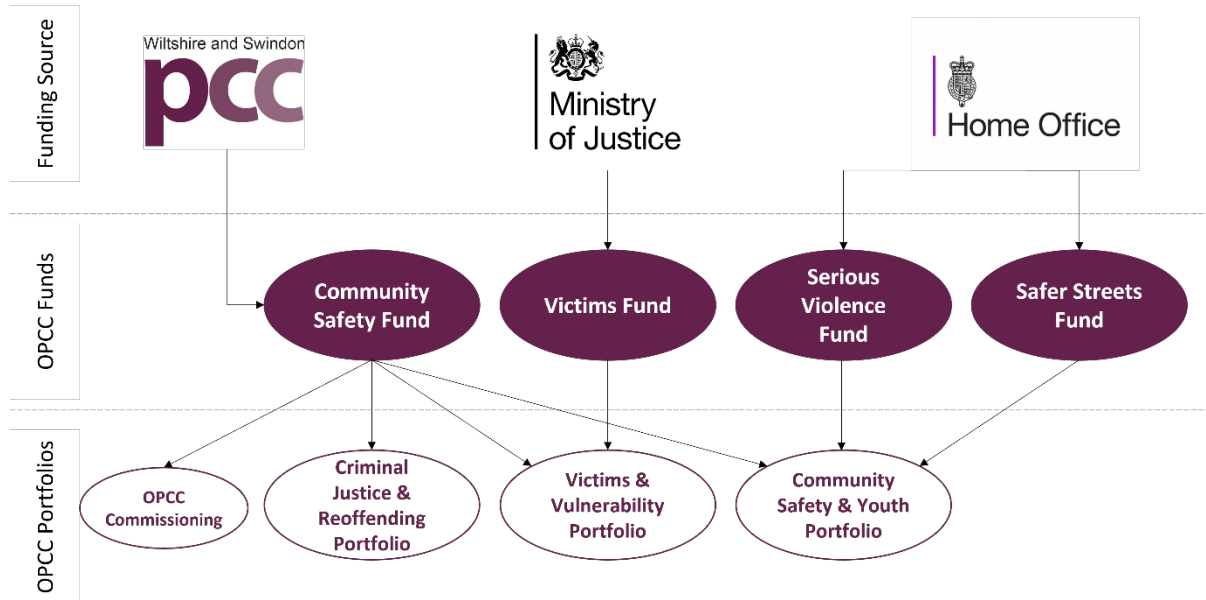 Funding Source
Wiltshire and Swindon
pcc
Ministry
of Justice
Home Office
OPCC Funds
Community
Safety Fund
Victims Fund
Serious
Violence
Fund
Safer Streets
Fund
OPCC Portfolios
OPCC
Commissioning
Criminal
Justice &
Reoffending
Portfolio
Victims &
Vulnerability
Portfolio
Community
Safety & Youth
Portfolio